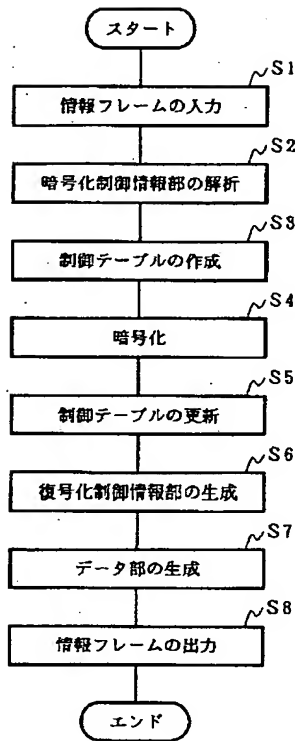 スタート
S1
情報フレームの入力
S2
暗号化制御情報部の解析
S3
制御テーブルの作成
S4
暗号化
S5
制御テーブルの更新
S6
復号化制御情報部の生成
S7
データ部の生成
S8
情報フレームの出力
エンド